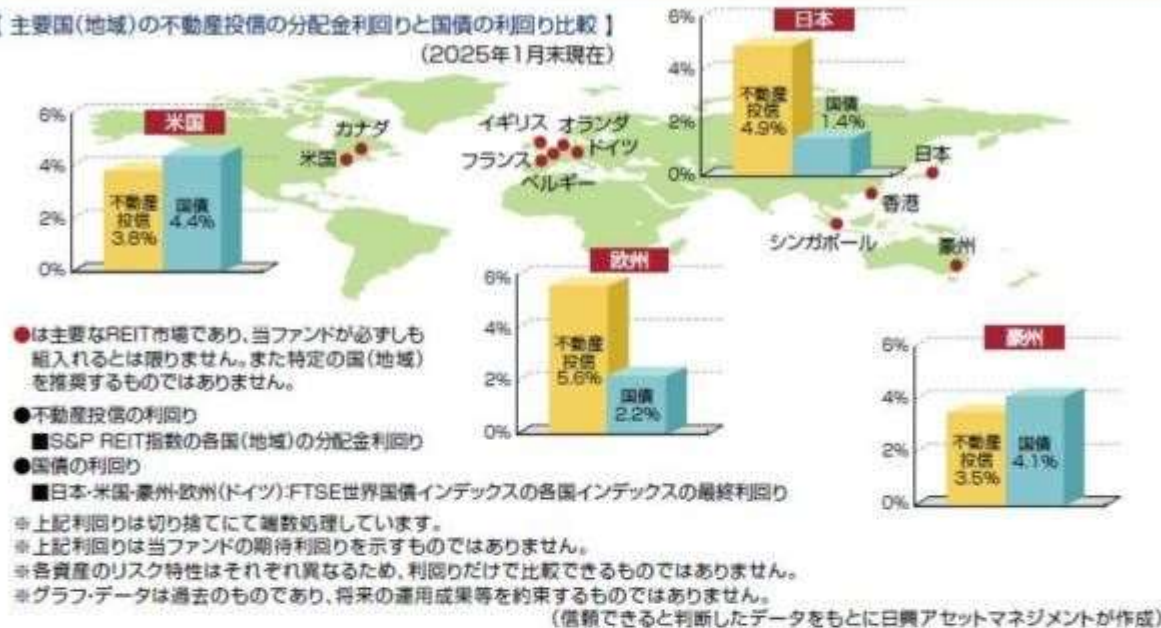 【 主要国(地域)の不動産投信の分配金利回りと国債の利回り比較 】
(2025年1月末現在)
米国
6%
4%
2%
0%
不動産
投信
3.8%
国債
4.4%
カナダ
米国
イギリス
オランダ
フランス
ドイツ
ベルギー
日本
6%
4%
2%
0%
不動産
投信
4.9%
国債
1.4%
日本
香港
シンガポール
豪州
欧州
6%
4%
2%
0%
不動産
投信
5.6%
国債
2.2%
豪州
6%
4%
2%
0%
不動産
投信
3.5%
国債
4.1%
●は主要なREIT市場であり、当ファンドが必ずしも
組入れるとは限りません。また特定の国(地域)
を推奨するものではありません。
●不動産投信の利回り
■S&P REIT指数の各国(地域)の分配金利回り
●国債の利回り
■日本・米国・豪州・欧州(ドイツ):FTSE世界国債インデックスの各国インデックスの最終利回り
※上記利回りは切り捨てにて端数処理しています。
※上記利回りは当ファンドの期待利回りを示すものではありません。
※各資産のリスク特性はそれぞれ異なるため、利回りだけで比較できるものではありません。
※グラフ・データは過去のものであり、将来の運用成果等を約束するものではありません。
(信頼できると判断したデータをもとに日興アセットマネジメントが作成)